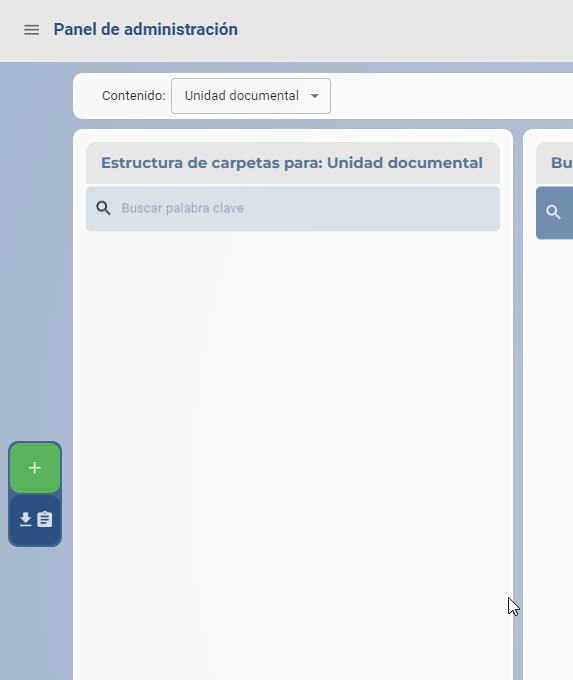 Panel de administración
Contenido: Unidad documental
Estructura de carpetas para: Unidad documental
Bu
Buscar palabra clave